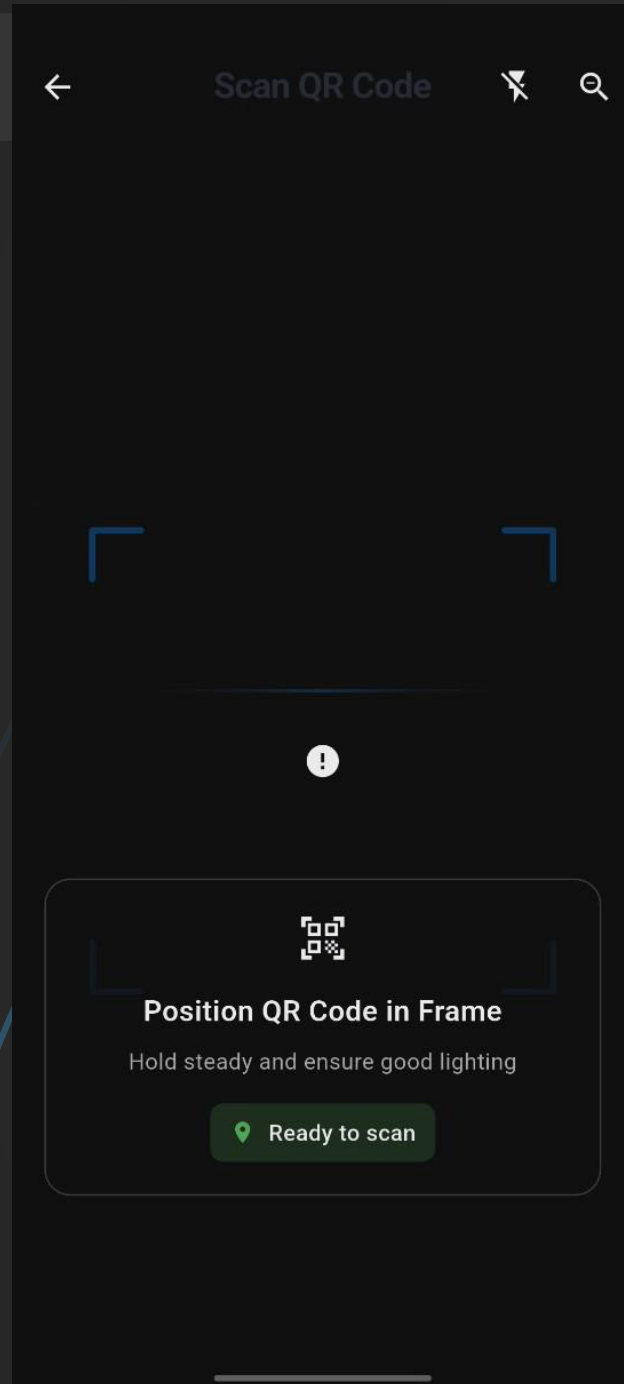 Scan QR Code
Position QR Code in Frame
Hold steady and ensure good lighting
Ready to scan